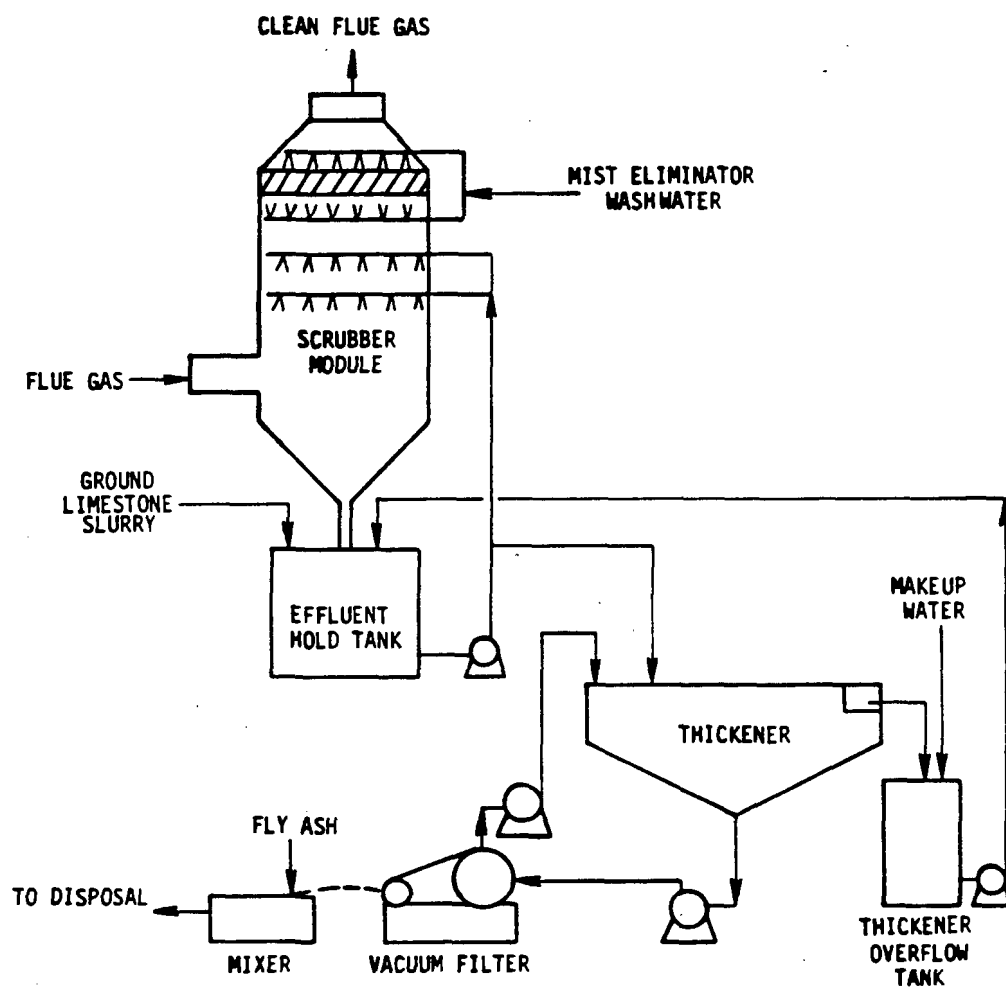 CLEAN FLUE GAS
MIST ELIMINATOR
WASHWATER
SCRUBBER
MODULE
FLUE GAS
GROUND
LIMESTONE
SLURRY
EFFLUENT
HOLD TANK
MAKEUP
WATER
THICKENER
FLY ASH
TO DISPOSAL
MIXER
VACUUM FILTER
THICKENER
OVERFLOW
TANK